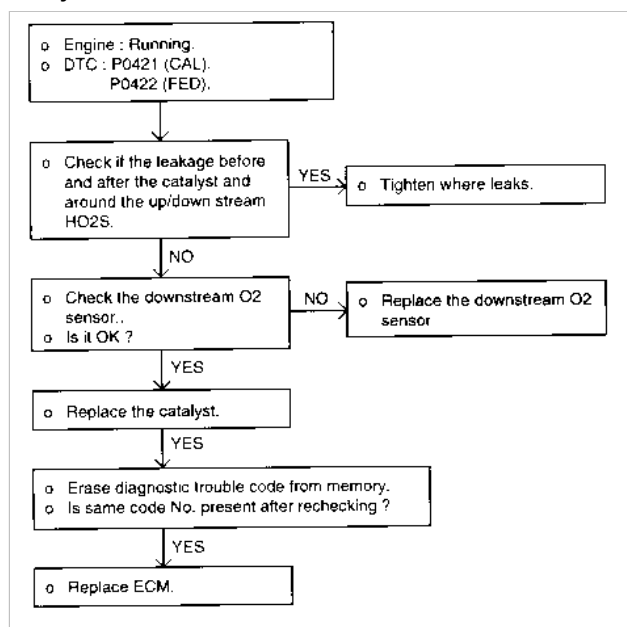 o Engine : Running.
o DTC : P0421 (CAL).
P0422 (FED).
o Check if the leakage before
and after the catalyst and
around the up/down stream
HO2S.
YES
o Tighten where leaks.
NO
o Check the downstream O2
sensor..
o Is it OK ?
NO
o Replace the downstream O2
sensor
YES
o Replace the catalyst.
YES
o Erase diagnostic trouble code from memory.
o Is same code No. present after rechecking ?
YES
o Replace ECM.